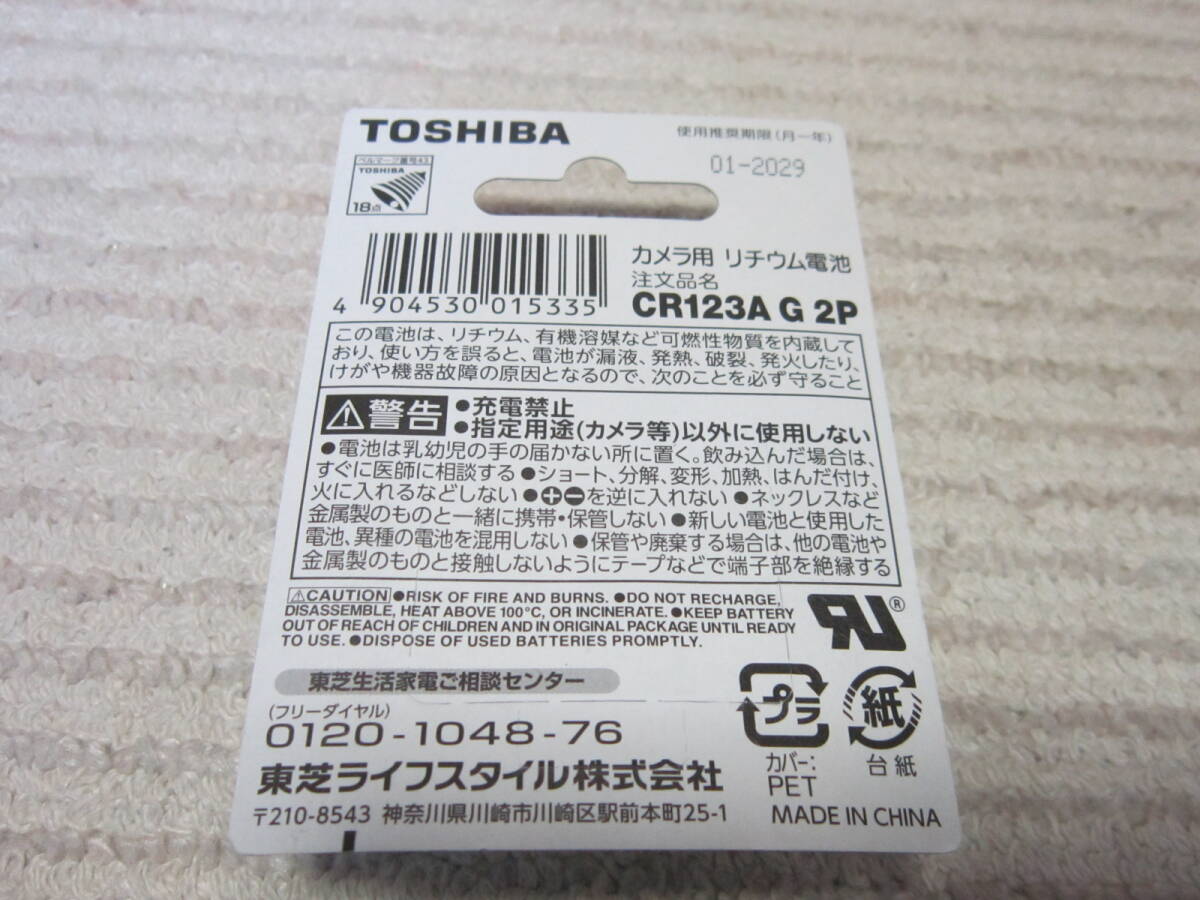 TOSHIBA
使用推奨期限(月ー年)
01-2029
ベルマーク番号43
TOSHIBA
18点
カメラ用 リチウム電池
注文品名
CR123A G 2P
4 904530 015335
この電池は、リチウム、有機溶媒など可燃性物質を内蔵して
おり、使い方を誤ると、電池が漏液、発熱、破裂、発火したり、
けがや機器故障の原因となるので、次のことを必ず守ること
警告 ●充電禁止
●指定用途(カメラ等)以外に使用しない
●電池は乳幼児の手の届かない所に置く。飲み込んだ場合は、
すぐに医師に相談する ●ショート、分解、変形、加熱、はんだ付け、
火に入れるなどしない ●⊕⊖を逆に入れない ●ネックレスなど
金属製のものと一緒に携帯・保管しない ●新しい電池と使用した
電池、異種の電池を混用しない ●保管や廃棄する場合は、他の電池や
金属製のものと接触しないようにテープなどで端子部を絶縁する
CAUTION ●RISK OF FIRE AND BURNS. ●DO NOT RECHARGE,
DISASSEMBLE, HEAT ABOVE 100°C, OR INCINERATE. ●KEEP BATTERY
OUT OF REACH OF CHILDREN AND IN ORIGINAL PACKAGE UNTIL READY
TO USE. ●DISPOSE OF USED BATTERIES PROMPTLY.
東芝生活家電ご相談センター
(フリーダイヤル)
0120-1048-76
東芝ライフスタイル株式会社
〒210-8543 神奈川県川崎市川崎区駅前本町25-1
プラ
カバー:
PET
紙
台紙
MADE IN CHINA